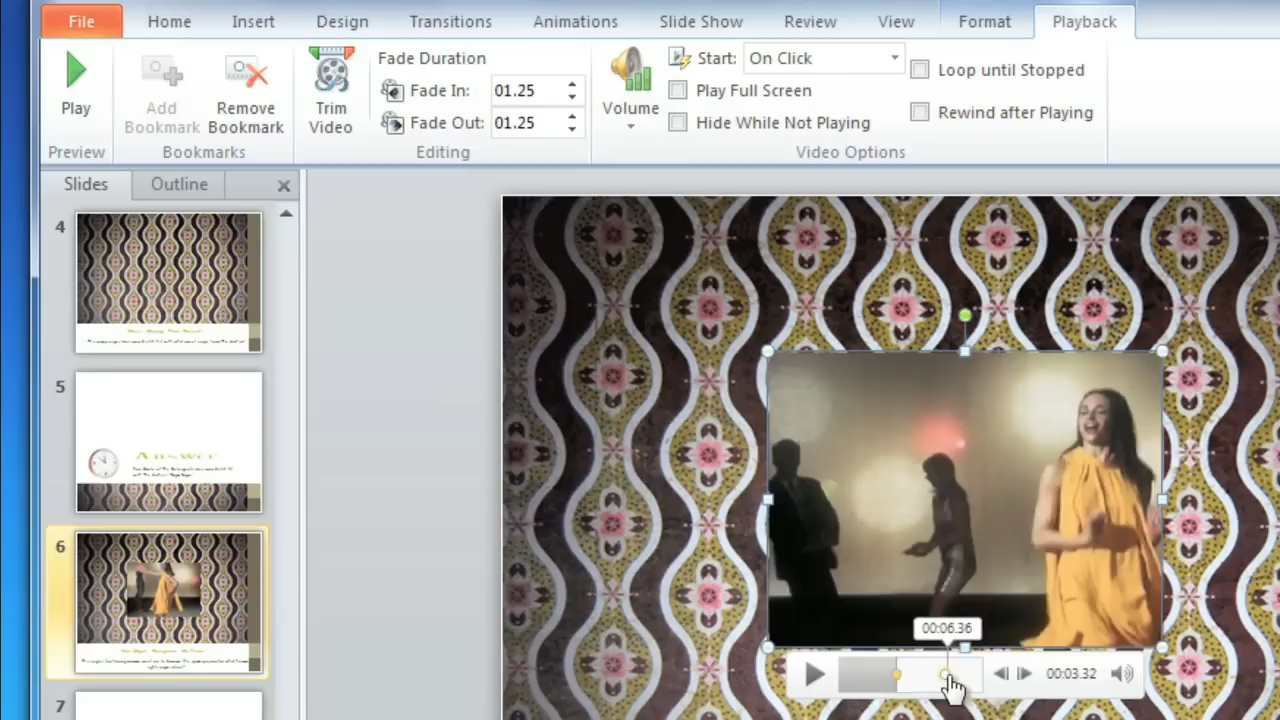 File Home Insert Design Transitions Animations Slide Show Review View Format Playback
Play
Preview
Add Bookmark
Remove Bookmark
Bookmarks
Trim Video
Fade Duration
Fade In: 01.25
Fade Out: 01.25
Editing
Volume
Start: On Click
Play Full Screen
Hide While Not Playing
Loop until Stopped
Rewind after Playing
Video Options
Slides Outline
4
5
Answer
6
7
00:06.36
00:03.32